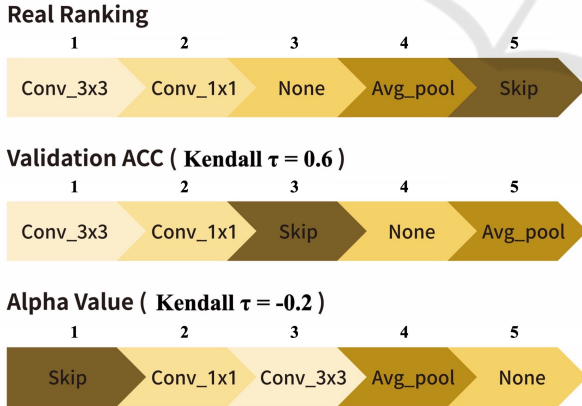 Real Ranking
1 2 3 4 5
Conv_3x3 Conv_1x1 None Avg_pool Skip
Validation ACC ( Kendall τ = 0.6 )
1 2 3 4 5
Conv_3x3 Conv_1x1 Skip None Avg_pool
Alpha Value ( Kendall τ = -0.2 )
1 2 3 4 5
Skip Conv_1x1 Conv_3x3 Avg_pool None